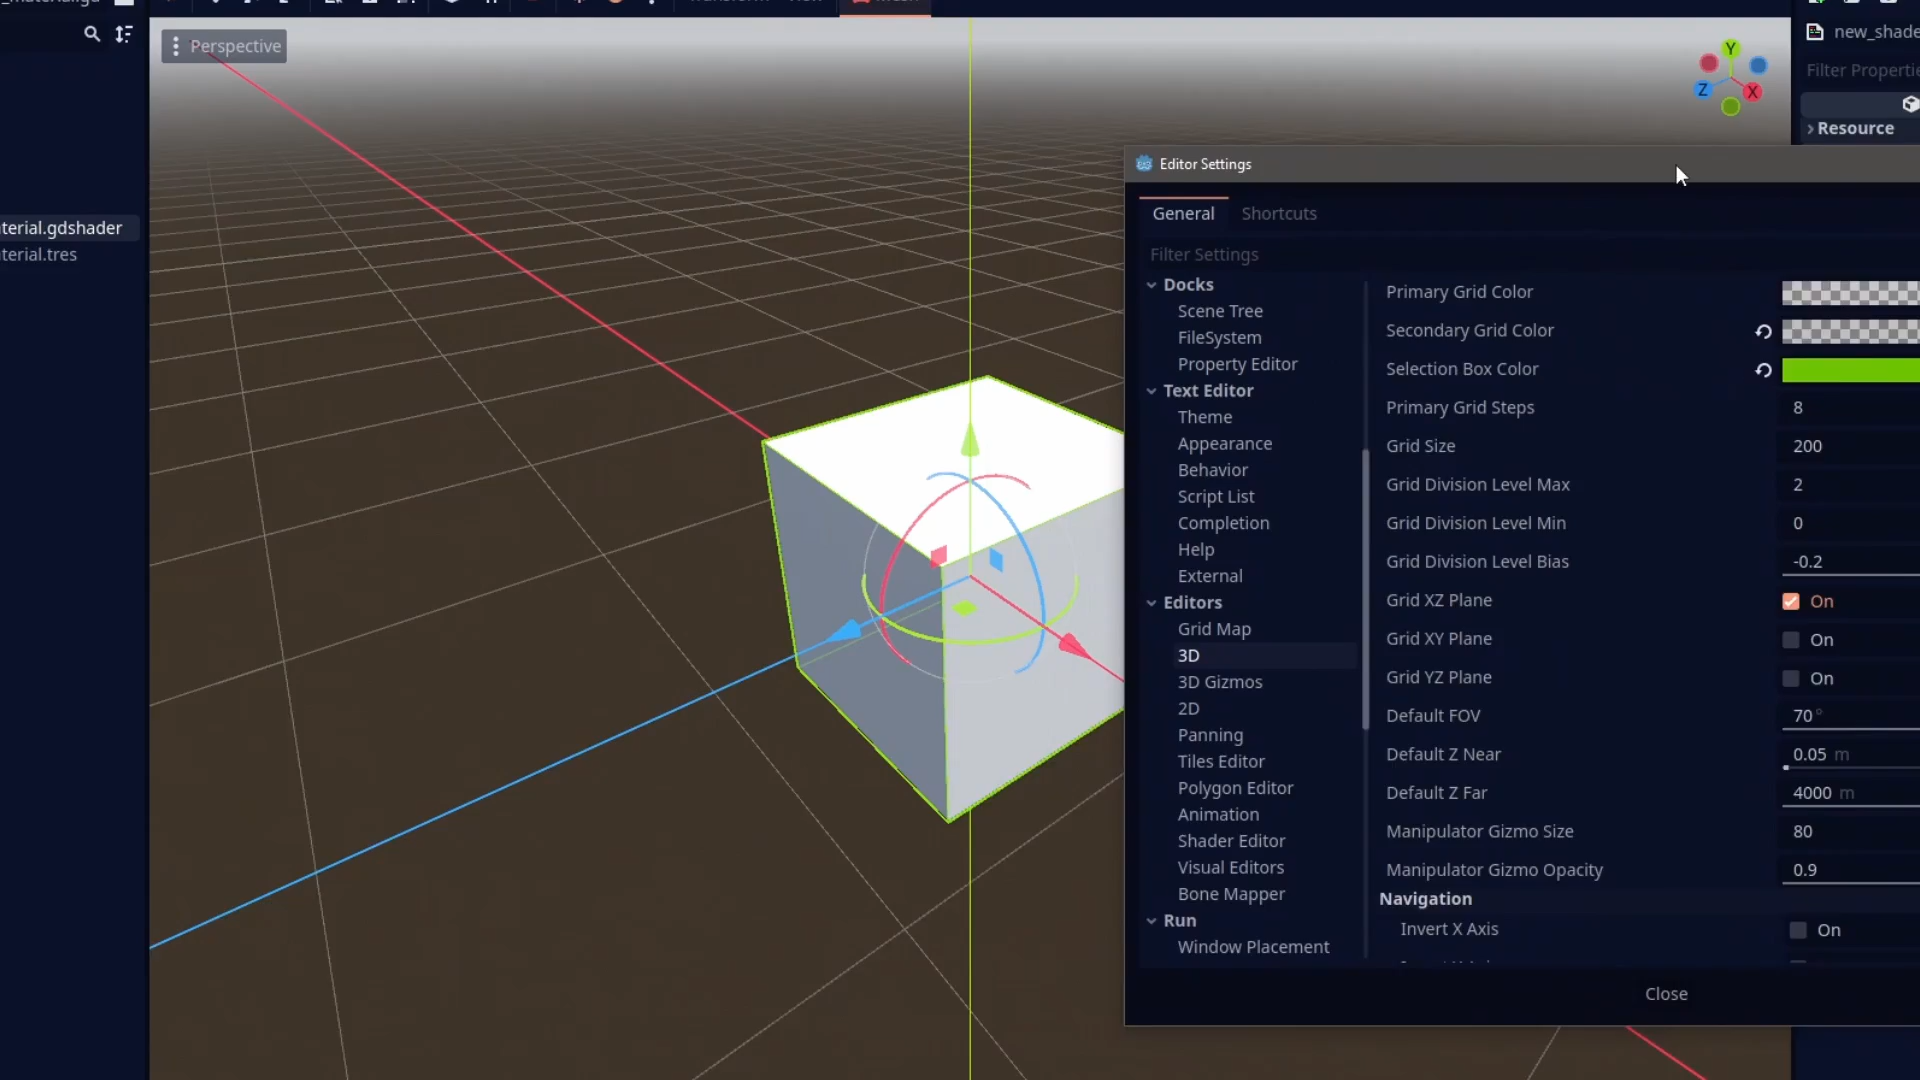 Perspective
Y
Z
X
new_shade
Filter Propertie
Resource
terial.gdshader
terial.tres
Editor Settings
General
Shortcuts
Filter Settings
Docks
Scene Tree
FileSystem
Property Editor
Text Editor
Theme
Appearance
Behavior
Script List
Completion
Help
External
Editors
Grid Map
3D
3D Gizmos
2D
Panning
Tiles Editor
Polygon Editor
Animation
Shader Editor
Visual Editors
Bone Mapper
Run
Window Placement
Primary Grid Color
Secondary Grid Color
Selection Box Color
Primary Grid Steps 8
Grid Size 200
Grid Division Level Max 2
Grid Division Level Min 0
Grid Division Level Bias -0.2
Grid XZ Plane On
Grid XY Plane On
Grid YZ Plane On
Default FOV 70 °
Default Z Near 0.05 m
Default Z Far 4000 m
Manipulator Gizmo Size 80
Manipulator Gizmo Opacity 0.9
Navigation
Invert X Axis On
Close